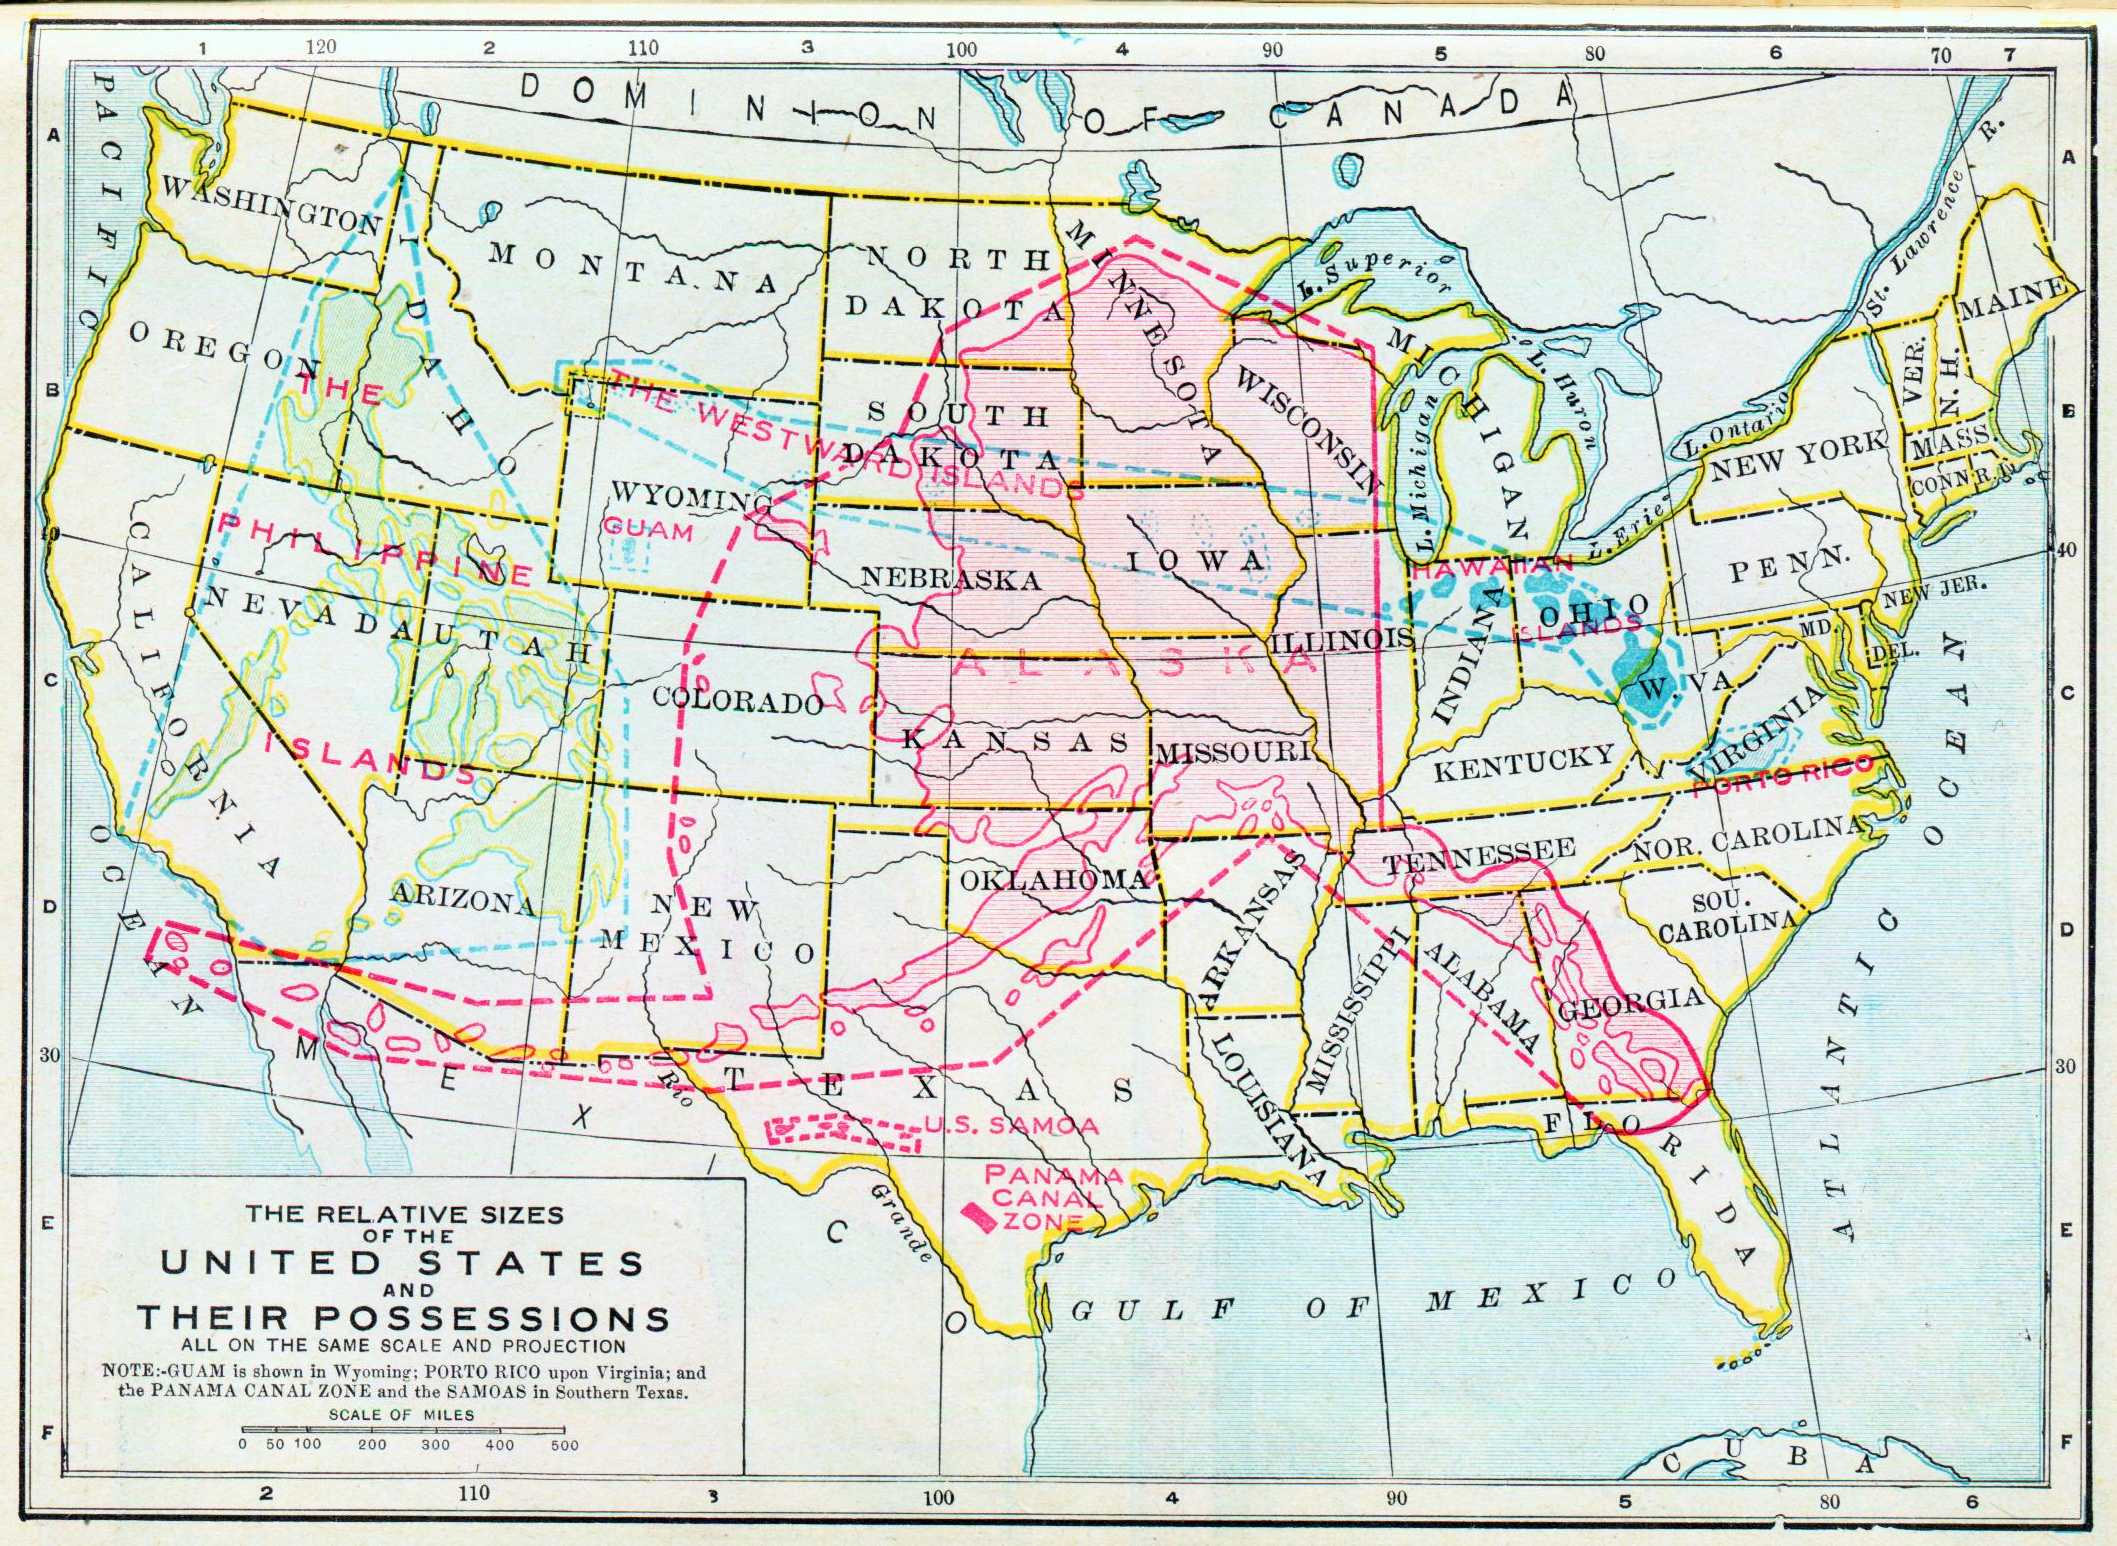 1 120 2 110 3 100 4 90 5 80 6 70 7
DOMINION OF CANADA
PACIFIC OCEAN
A
A
WASHINGTON
MONTANA
NORTH
DAKOTA
MINNESOTA
L. Superior
St. Lawrence R.
MAINE
OREGON
IDAHO
B
B
THE
THE WESTWARD ISLANDS
SOUTH
DAKOTA
WISCONSIN
MICHIGAN
L. Michigan
L. Huron
L. Ontario
L. Erie
VER.
N. H.
NEW YORK
MASS.
CONN.
R.I.
WYOMING
GUAM
40
40
CALIFORNIA
PHILIPPINE
NEVADA
UTAH
NEBRASKA
IOWA
HAWAIIAN
ISLANDS
OHIO
PENN.
NEW JER.
MD.
DEL.
ILLINOIS
INDIANA
ALASKA
C
C
COLORADO
W. VA
VIRGINIA
PORTO RICO
ISLANDS
KANSAS
MISSOURI
KENTUCKY
TENNESSEE
NOR. CAROLINA
ATLANTIC OCEAN
D
D
ARIZONA
NEW
MEXICO
OKLAHOMA
ARKANSAS
SOU.
CAROLINA
MISSISSIPPI
ALABAMA
GEORGIA
30
30
MEXICO
TEXAS
LOUISIANA
FLORIDA
Rio Grande
U.S. SAMOA
PANAMA
CANAL
ZONE
E
E
GULF OF MEXICO
THE RELATIVE SIZES
OF THE
UNITED STATES
AND
THEIR POSSESSIONS
ALL ON THE SAME SCALE AND PROJECTION
NOTE:-GUAM is shown in Wyoming; PORTO RICO upon Virginia; and
the PANAMA CANAL ZONE and the SAMOAS in Southern Texas.
SCALE OF MILES
0 50 100 200 300 400 500
F
F
CUBA
2 110 3 100 4 90 5 80 6